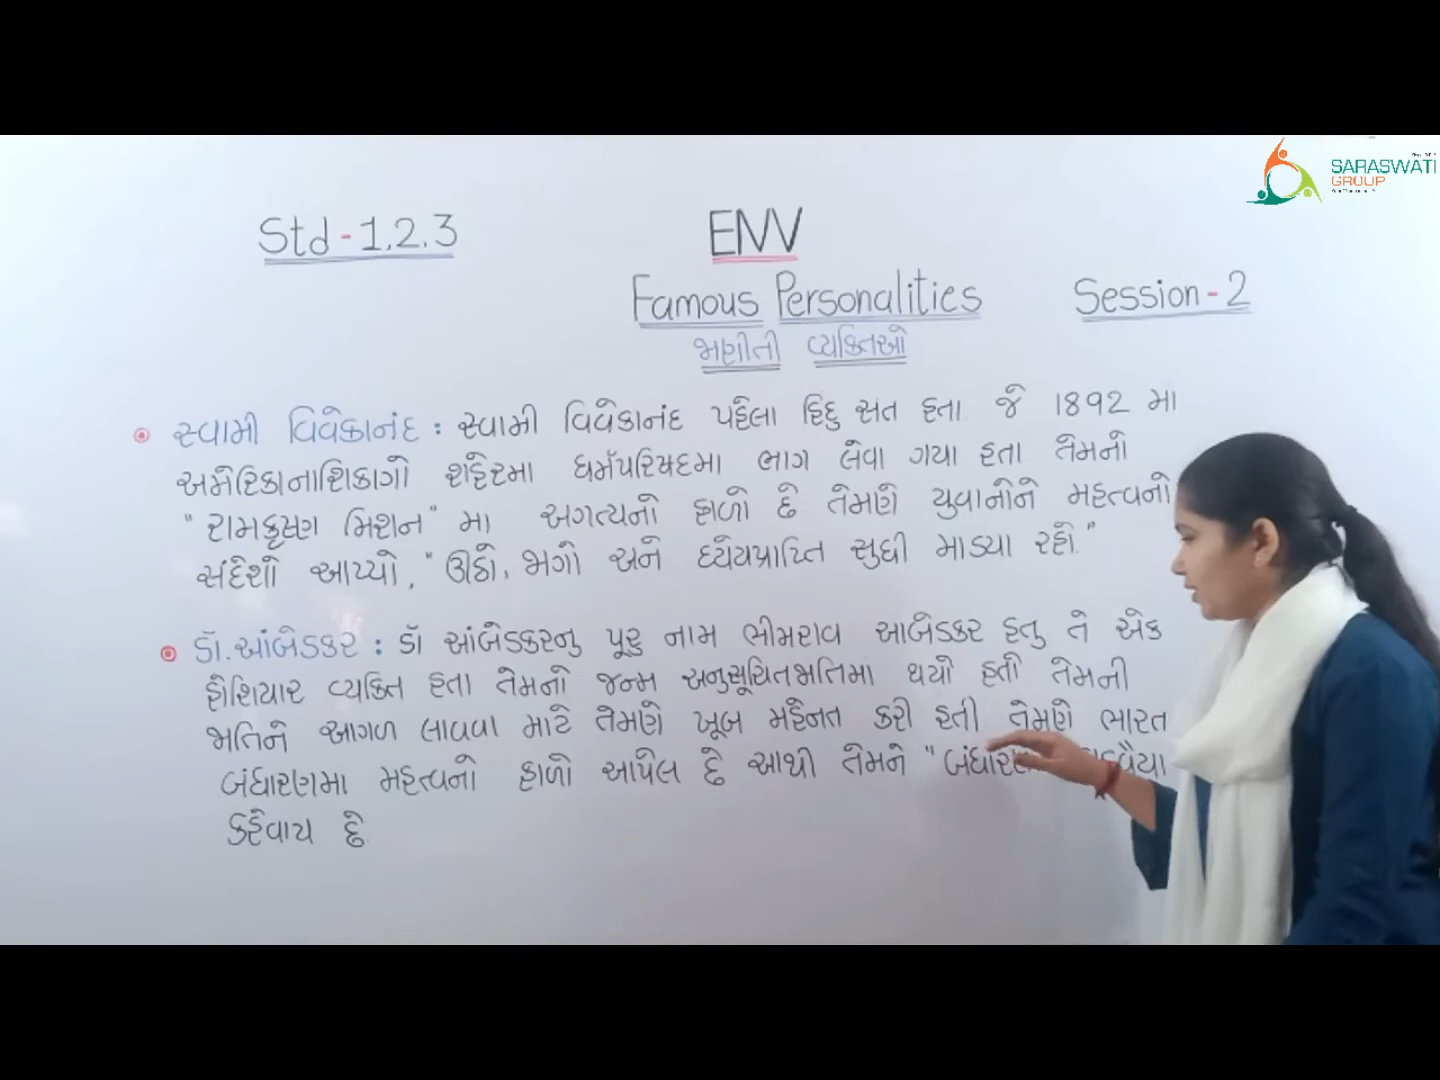 SARASWATI
GROUP
Std - 1,2,3
ENV
Famous Personalities
Session - 2
જાણીતી વ્યક્તિઓ
સ્વામી વિવેકાનંદ : સ્વામી વિવેકાનંદ પહેલા હિંદુ સંત હતા જે 1892 મા
અમેરિકાનાશિકાગો શહેરમા ધર્મપરિષદમા ભાગ લેવા ગયા હતા તેમનો
"રામકૃષ્ણ મિશન" મા અગત્યનો ફાળો છે તેમણે યુવાનોને મહત્વનો
સંદેશો આપ્યો, "ઊઠો, જાગો અને ધ્યેયપ્રાપ્તિ સુધી માડ્યા રહો."
ડૉ.આંબેડકર : ડૉ આંબેડકરનુ પૂરુ નામ ભીમરાવ આંબેડકર હતુ તે એક
હોશિયાર વ્યક્તિ હતા તેમનો જન્મ અનુસૂચિતજાતિમા થયો હતો તેમની
જાતિને આગળ લાવવા માટે તેમણે ખૂબ મહેનત કરી હતી તેમણે ભારત
બંધારણમા મહત્વનો ફાળો આપેલ છે આથી તેમને
કહેવાય છે.